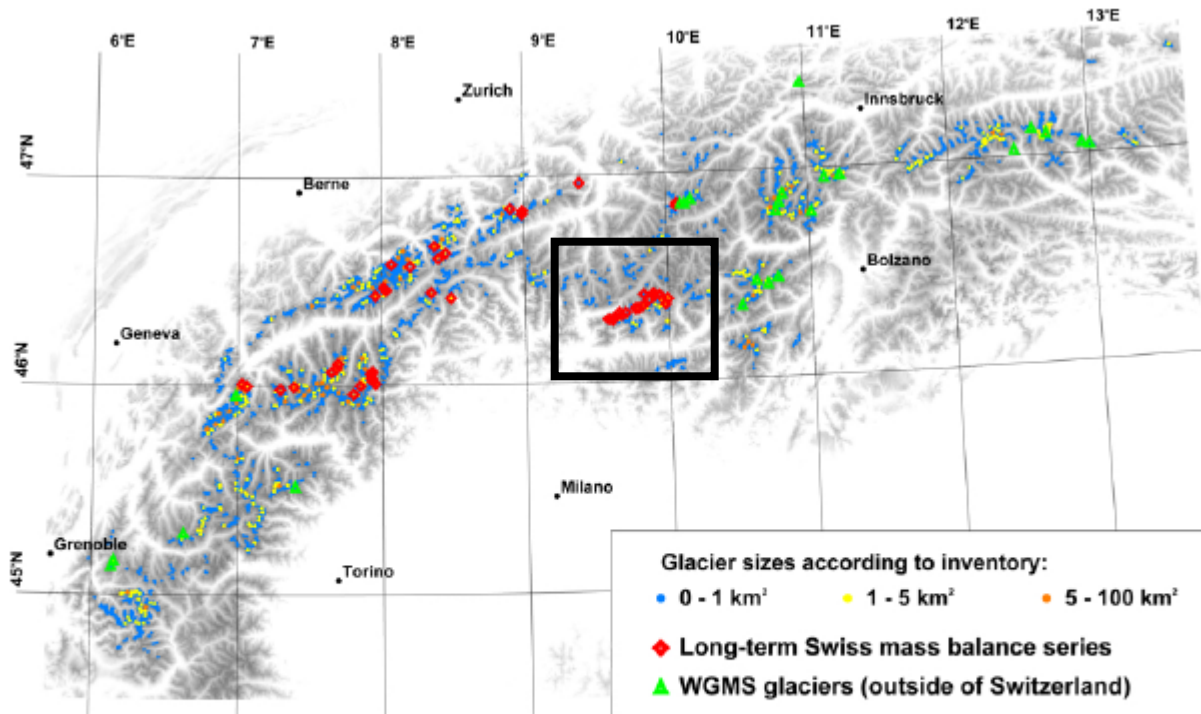 6°E 7°E 8°E 9°E 10°E 11°E 12°E 13°E
Zurich
Innsbruck
47°N
Berne
Bolzano
Geneva
46°N
Milano
Grenoble
45°N
Torino
Glacier sizes according to inventory:
0 - 1 km² 1 - 5 km² 5 - 100 km²
Long-term Swiss mass balance series
WGMS glaciers (outside of Switzerland)